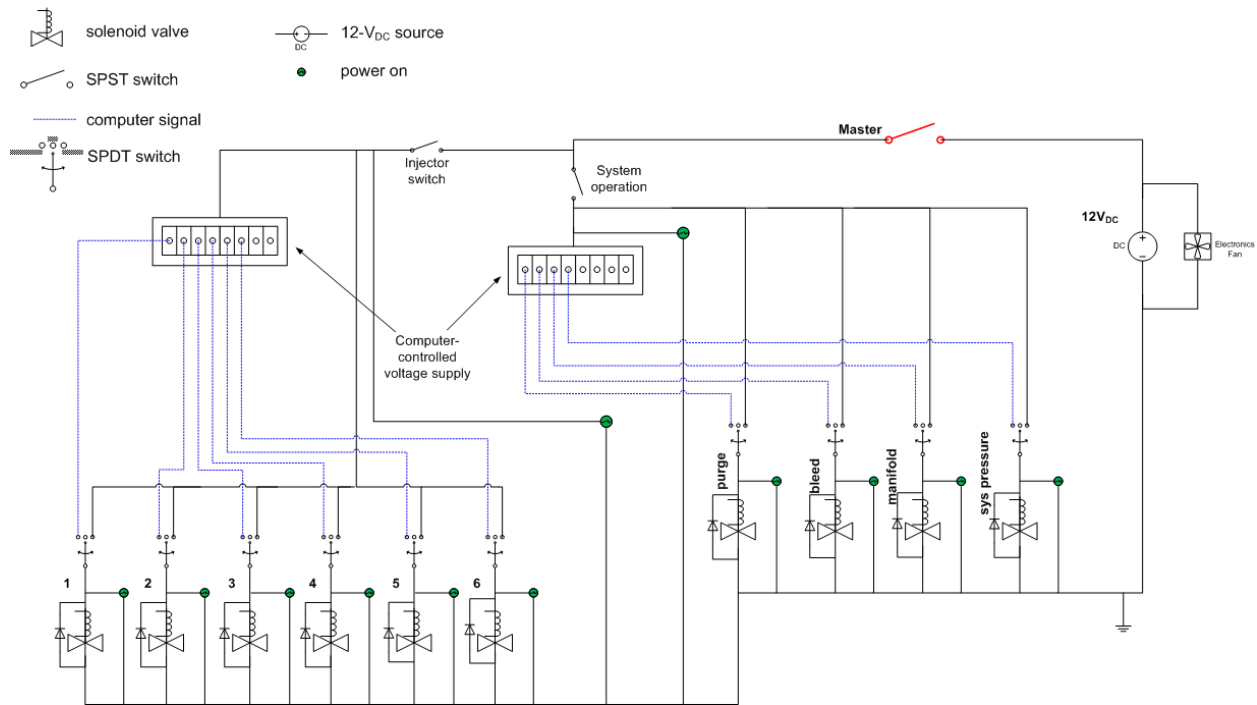 solenoid valve
12-VDC source
DC
SPST switch
power on
computer signal
SPDT switch
Master
Injector
switch
System
operation
12VDC
DC
Electronics
Fan
Computer-
controlled
voltage supply
purge
bleed
manifold
sys pressure
1
2
3
4
5
6